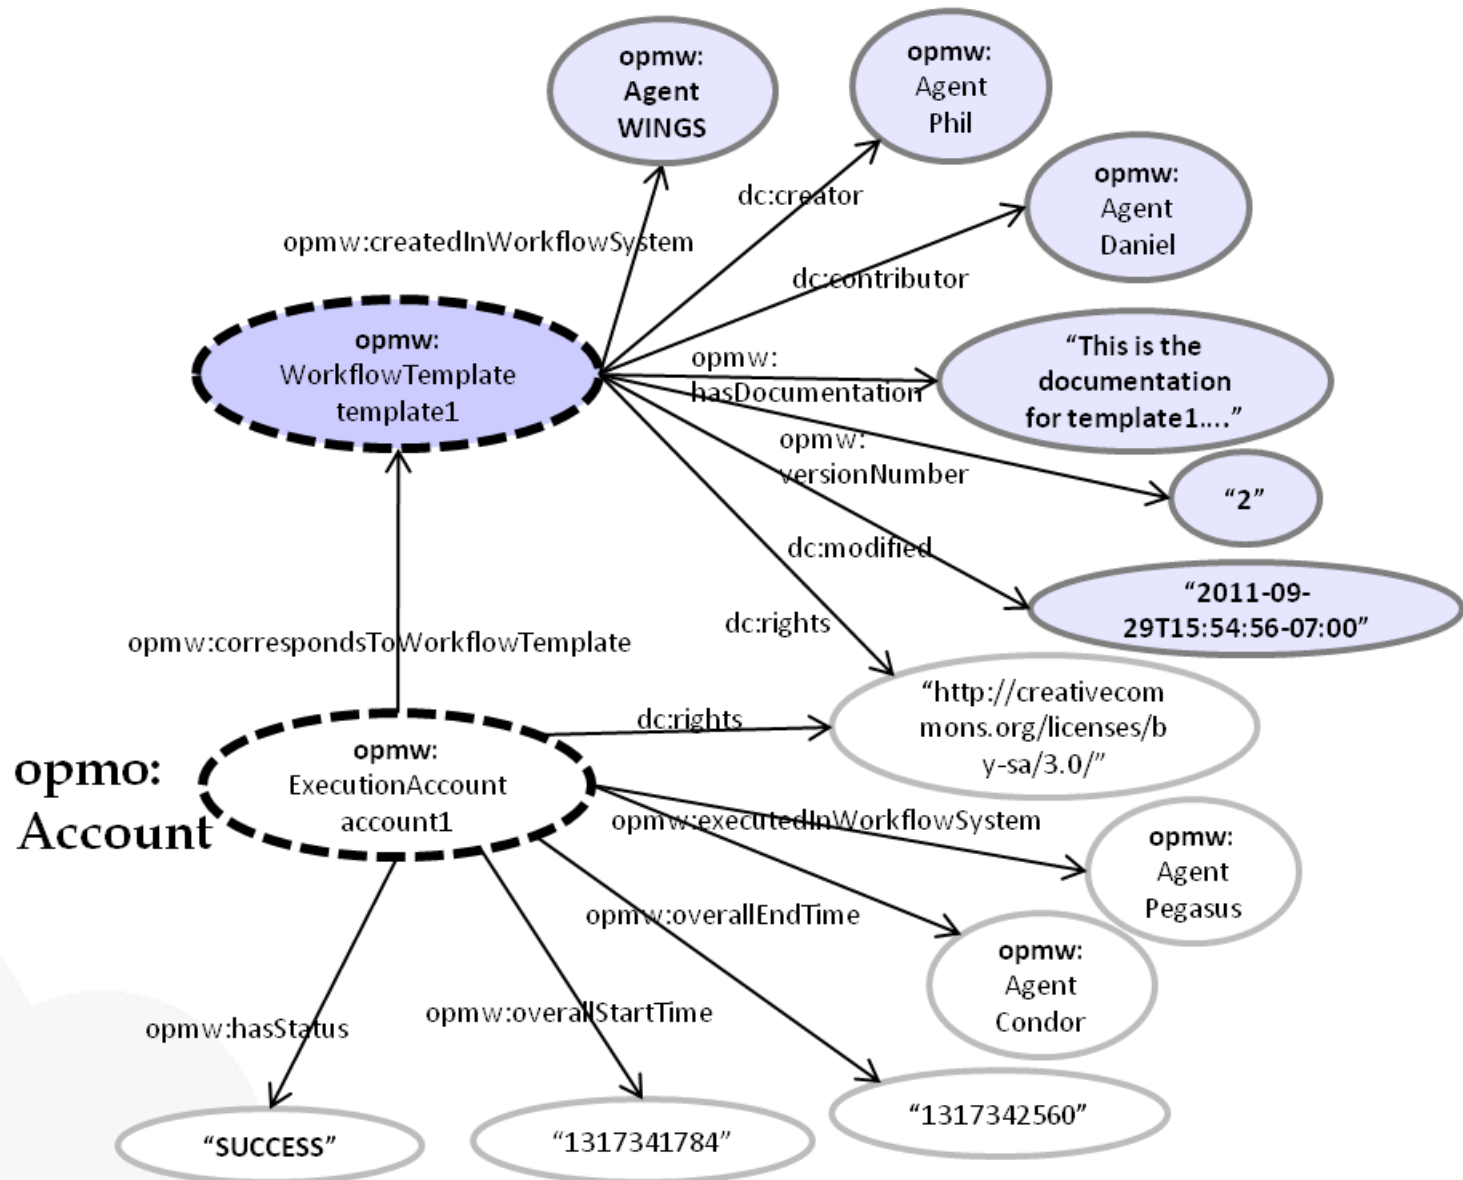 opmw:
Agent
WINGS
opmw:
Agent
Phil
opmw:
Agent
Daniel
dc:creator
opmw:createdInWorkflowSystem
dc:contributor
opmw:
WorkflowTemplate
template1
opmw:
hasDocumentation
“This is the
documentation
for template1....”
opmw:
versionNumber
“2”
dc:modified
“2011-09-
29T15:54:56-07:00”
dc:rights
opmw:correspondsToWorkflowTemplate
“http://creativecom
mons.org/licenses/b
y-sa/3.0/”
dc:rights
opmo:
Account
opmw:
ExecutionAccount
account1
opmw:executedInWorkflowSystem
opmw:
Agent
Pegasus
opmw:overallEndTime
opmw:
Agent
Condor
opmw:hasStatus
opmw:overallStartTime
“SUCCESS”
“1317341784”
“1317342560”